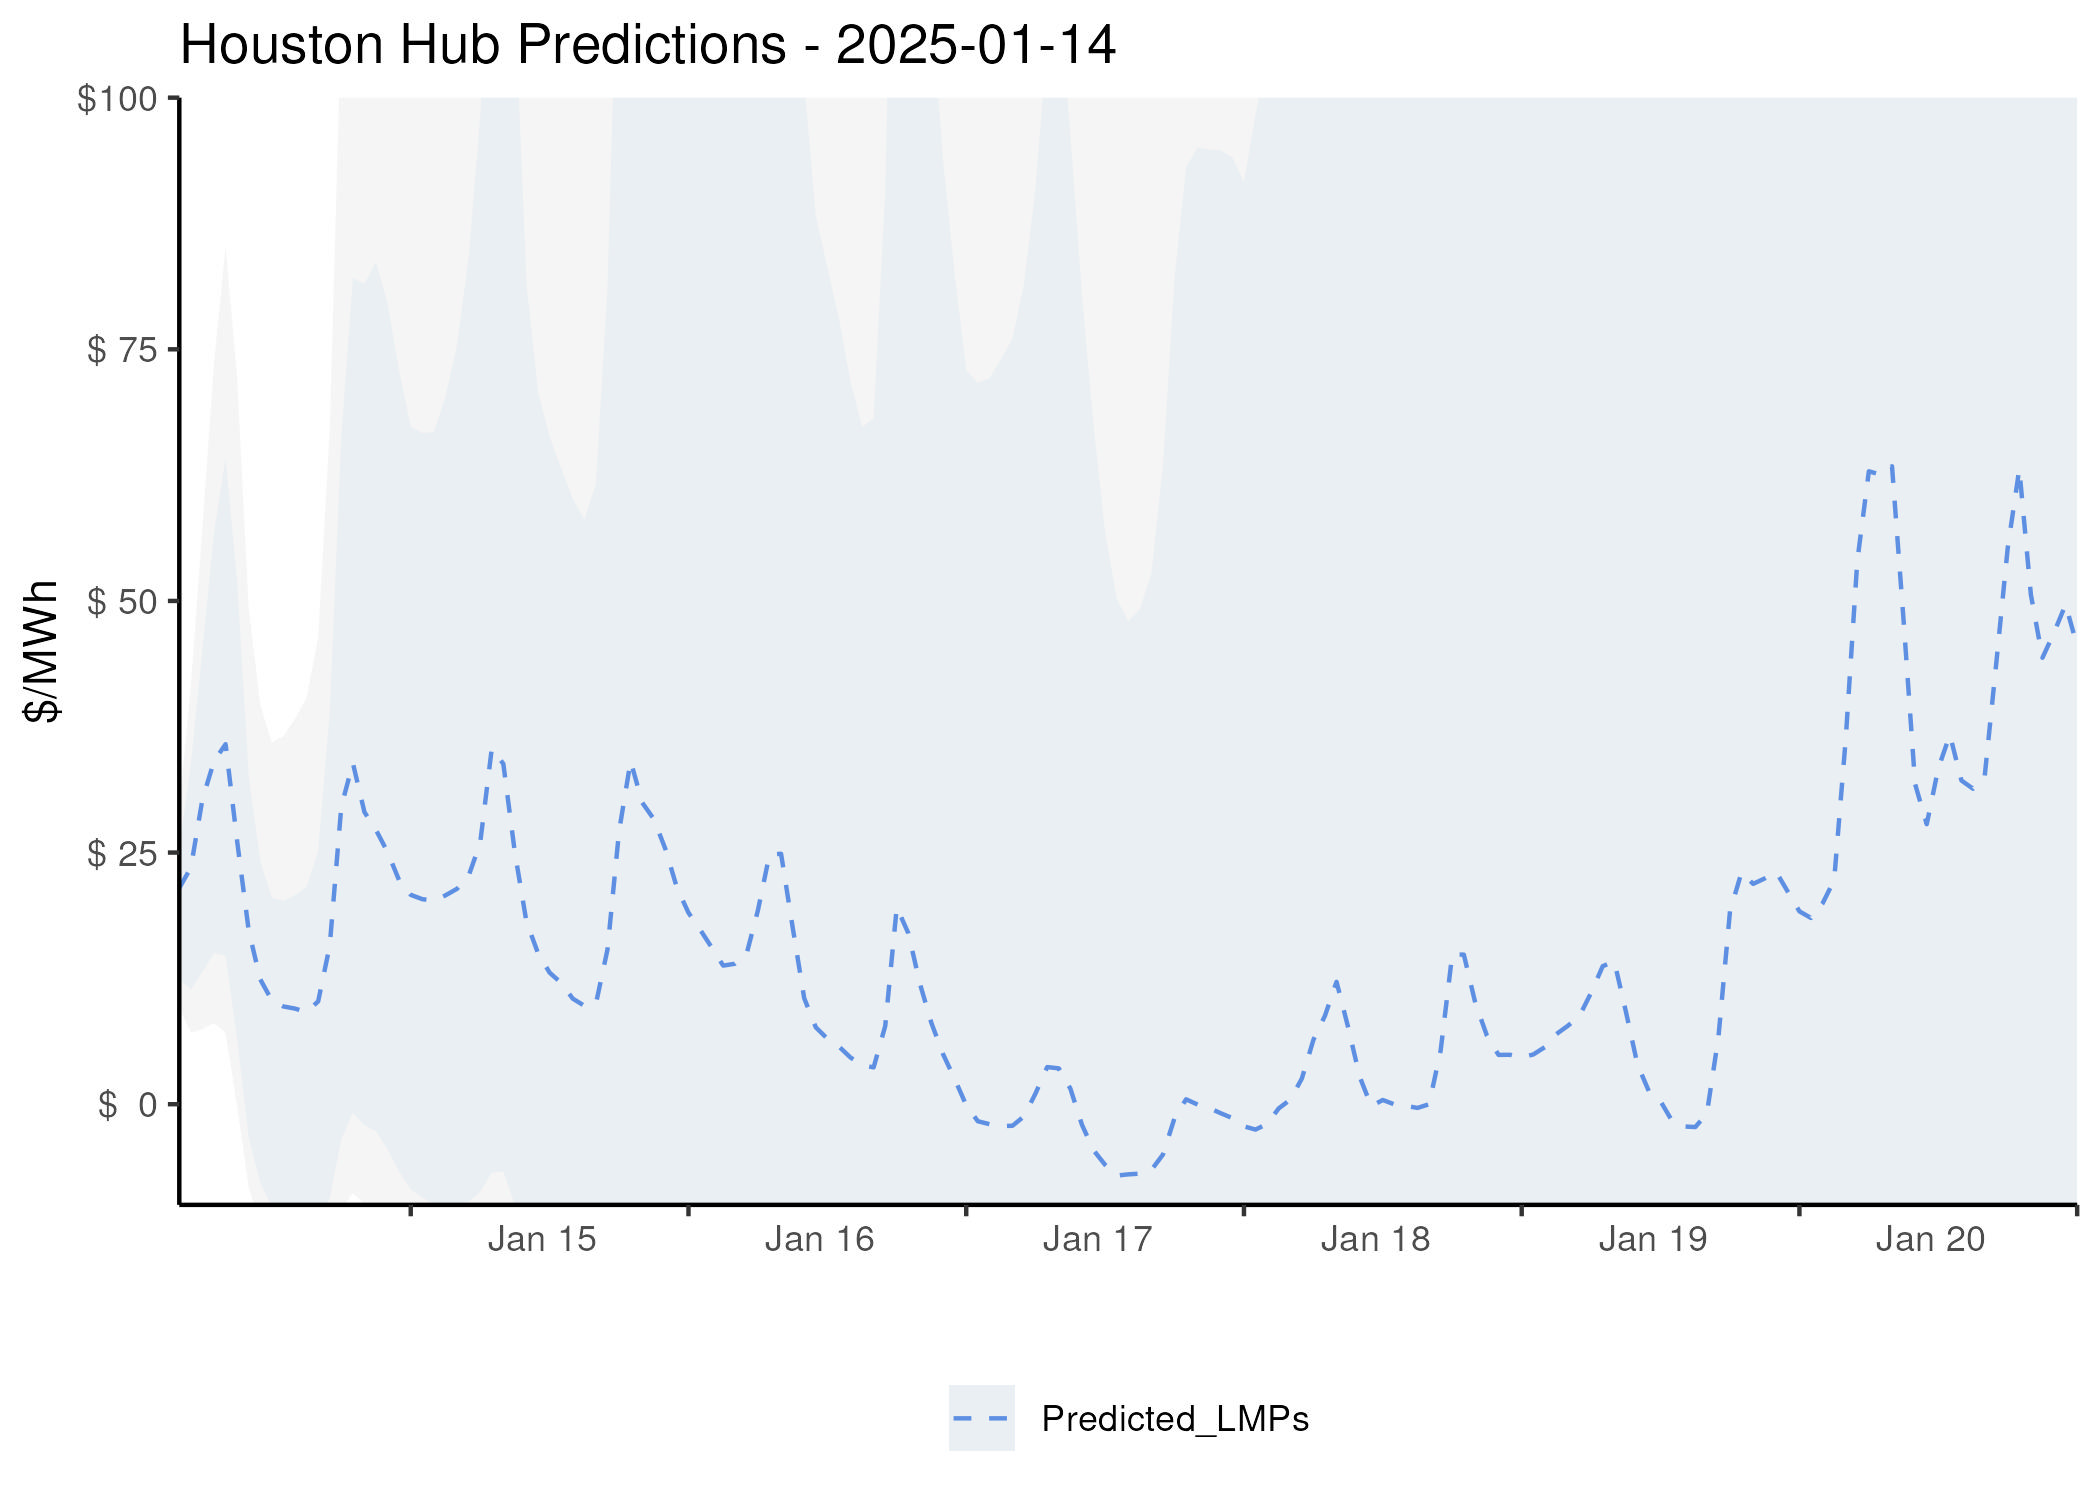 Houston Hub Predictions - 2025-01-14
$100
$ 75
$ 50
$ 25
$ 0
$/MWh
Jan 15 Jan 16 Jan 17 Jan 18 Jan 19 Jan 20
Predicted_LMPs